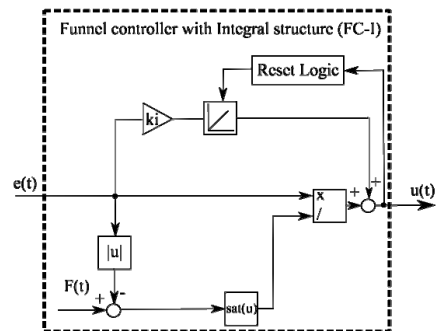 Funnel controller with Integral structure (FC-I)
Reset Logic
ki
+
e(t)
x
/
+
u(t)
|u|
F(t)
+
-
sat(u)